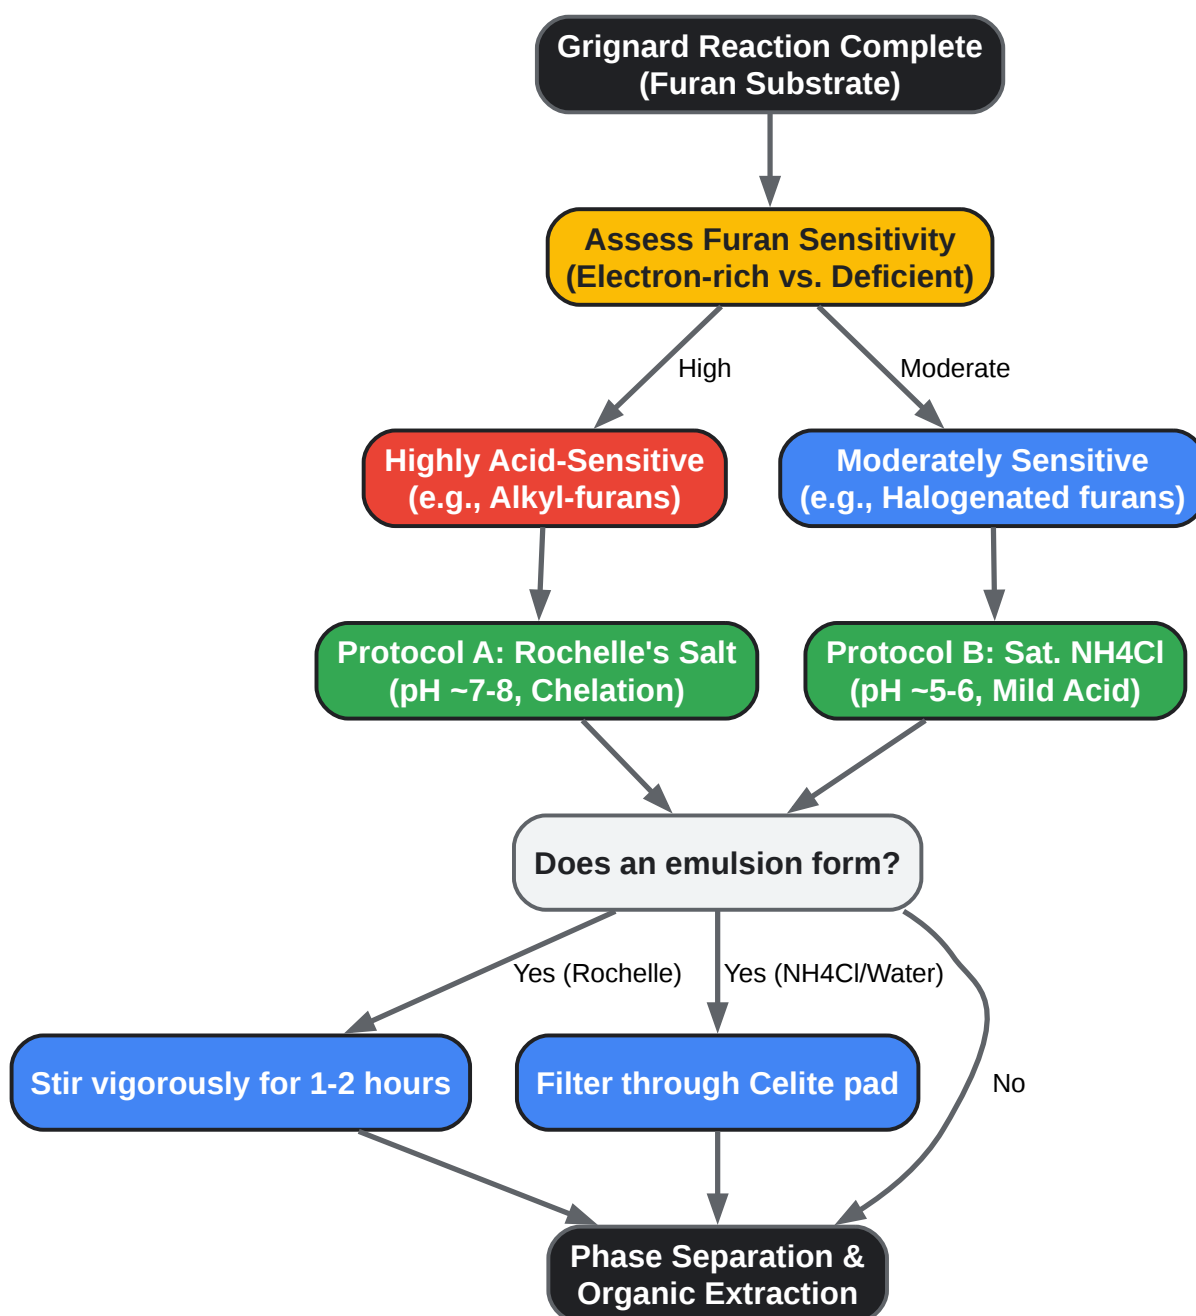 Grignard Reaction Complete
(Furan Substrate)
Assess Furan Sensitivity
(Electron-rich vs. Deficient)
High
Moderate
Highly Acid-Sensitive
(e.g., Alkyl-furans)
Moderately Sensitive
(e.g., Halogenated furans)
Protocol A: Rochelle's Salt
(pH ~7-8, Chelation)
Protocol B: Sat. NH4Cl
(pH ~5-6, Mild Acid)
Does an emulsion form?
Yes (Rochelle)
Yes (NH4Cl/Water)
No
Stir vigorously for 1-2 hours
Filter through Celite pad
Phase Separation &
Organic Extraction